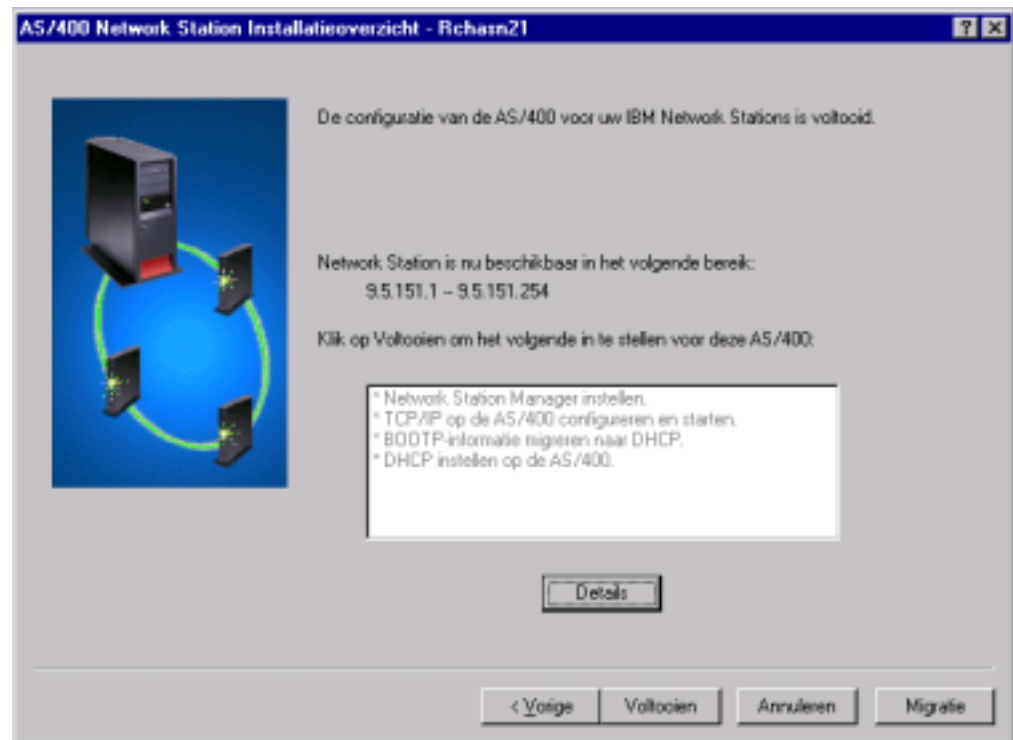 AS/400 Network Station Installatieoverzicht - Rchasn21
De configuratie van de AS/400 voor uw IBM Network Stations is voltooid.
Network Station is nu beschikbaar in het volgende bereik:
9.5.151.1 -- 9.5.151.254
Klik op Voltooien om het volgende in te stellen voor deze AS/400:
* Network Station Manager instellen.
* TCP/IP op de AS/400 configureren en starten.
* BOOTP-informatie migreren naar DHCP.
* DHCP instellen op de AS/400.
Details
< Vorige
Voltooien
Annuleren
Migratie